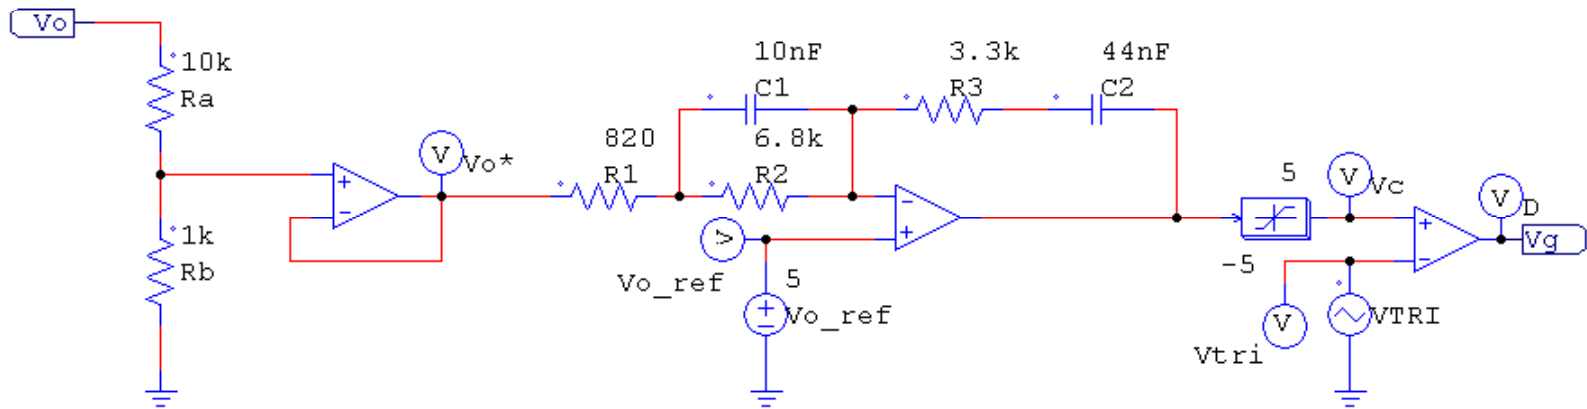 Vo
10k
Ra
1k
Rb
V
Vo*
820
R1
10nF
C1
6.8k
R2
3.3k
R3
44nF
C2
V
Vo_ref
5
Vo_ref
5
-5
V
Vc
V
Vtri
VTRI
V
D
Vg